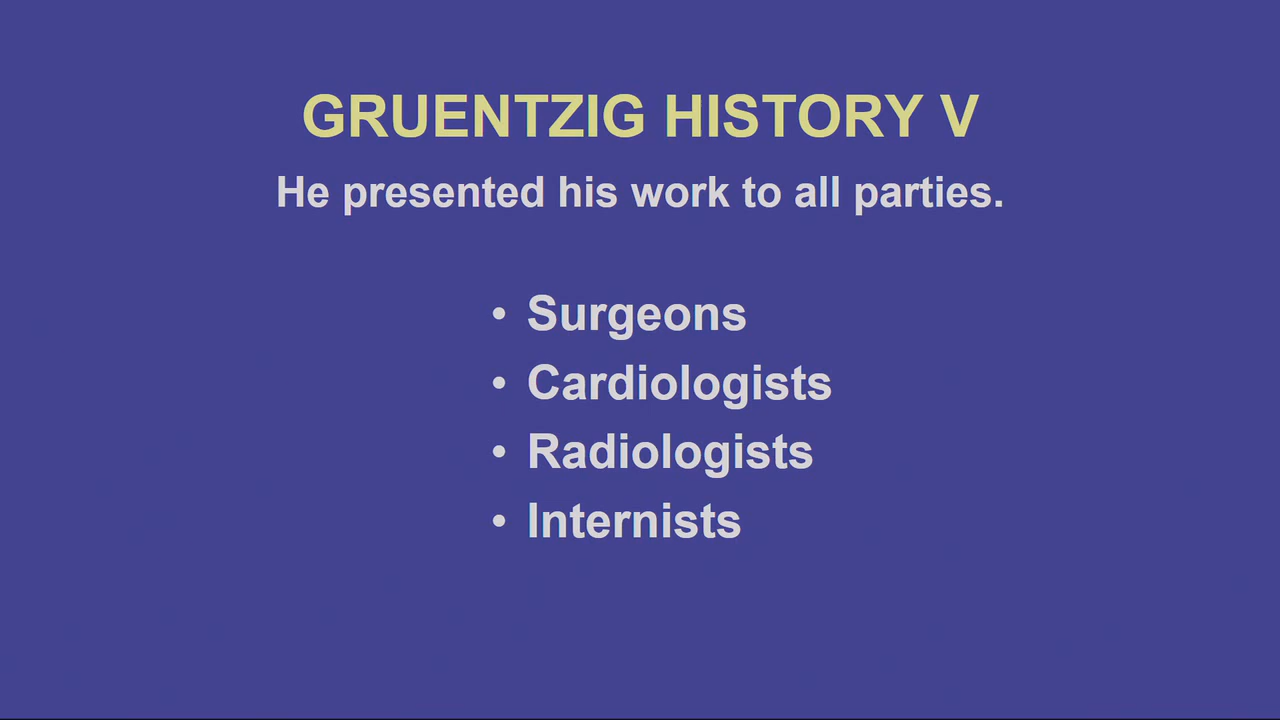 GRUENTZIG HISTORY V
He presented his work to all parties.
• Surgeons
• Cardiologists
• Radiologists
• Internists